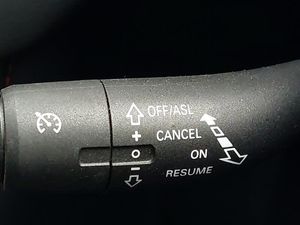 OFF/ASL
+ CANCEL
O ON
− RESUME